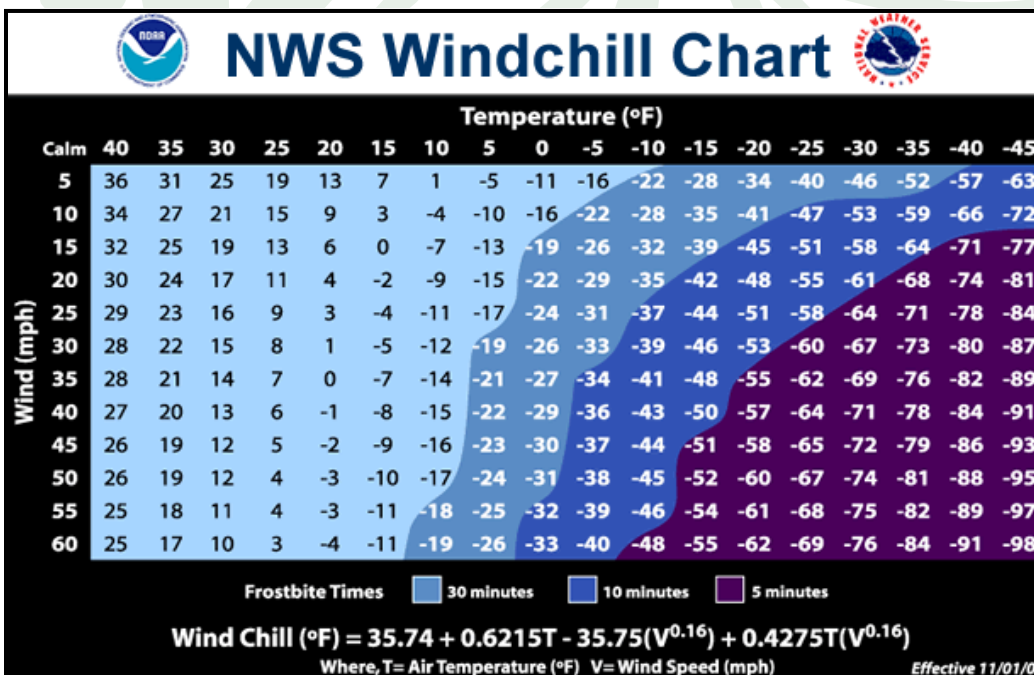 NOAA
NWS Windchill Chart
NATIONAL WEATHER SERVICE
Temperature (ºF)
Calm 40 35 30 25 20 15 10 5 0 -5 -10 -15 -20 -25 -30 -35 -40 -45
5 36 31 25 19 13 7 1 -5 -11 -16 -22 -28 -34 -40 -46 -52 -57 -63
10 34 27 21 15 9 3 -4 -10 -16 -22 -28 -35 -41 -47 -53 -59 -66 -72
15 32 25 19 13 6 0 -7 -13 -19 -26 -32 -39 -45 -51 -58 -64 -71 -77
20 30 24 17 11 4 -2 -9 -15 -22 -29 -35 -42 -48 -55 -61 -68 -74 -81
25 29 23 16 9 3 -4 -11 -17 -24 -31 -37 -44 -51 -58 -64 -71 -78 -84
30 28 22 15 8 1 -5 -12 -19 -26 -33 -39 -46 -53 -60 -67 -73 -80 -87
35 28 21 14 7 0 -7 -14 -21 -27 -34 -41 -48 -55 -62 -69 -76 -82 -89
40 27 20 13 6 -1 -8 -15 -22 -29 -36 -43 -50 -57 -64 -71 -78 -84 -91
45 26 19 12 5 -2 -9 -16 -23 -30 -37 -44 -51 -58 -65 -72 -79 -86 -93
50 26 19 12 4 -3 -10 -17 -24 -31 -38 -45 -52 -60 -67 -74 -81 -88 -95
55 25 18 11 4 -3 -11 -18 -25 -32 -39 -46 -54 -61 -68 -75 -82 -89 -97
60 25 17 10 3 -4 -11 -19 -26 -33 -40 -48 -55 -62 -69 -76 -84 -91 -98
Wind (mph)
Frostbite Times 30 minutes 10 minutes 5 minutes
Wind Chill (ºF) = 35.74 + 0.6215T - 35.75(V0.16) + 0.4275T(V0.16)
Where, T= Air Temperature (ºF) V= Wind Speed (mph)
Effective 11/01/0